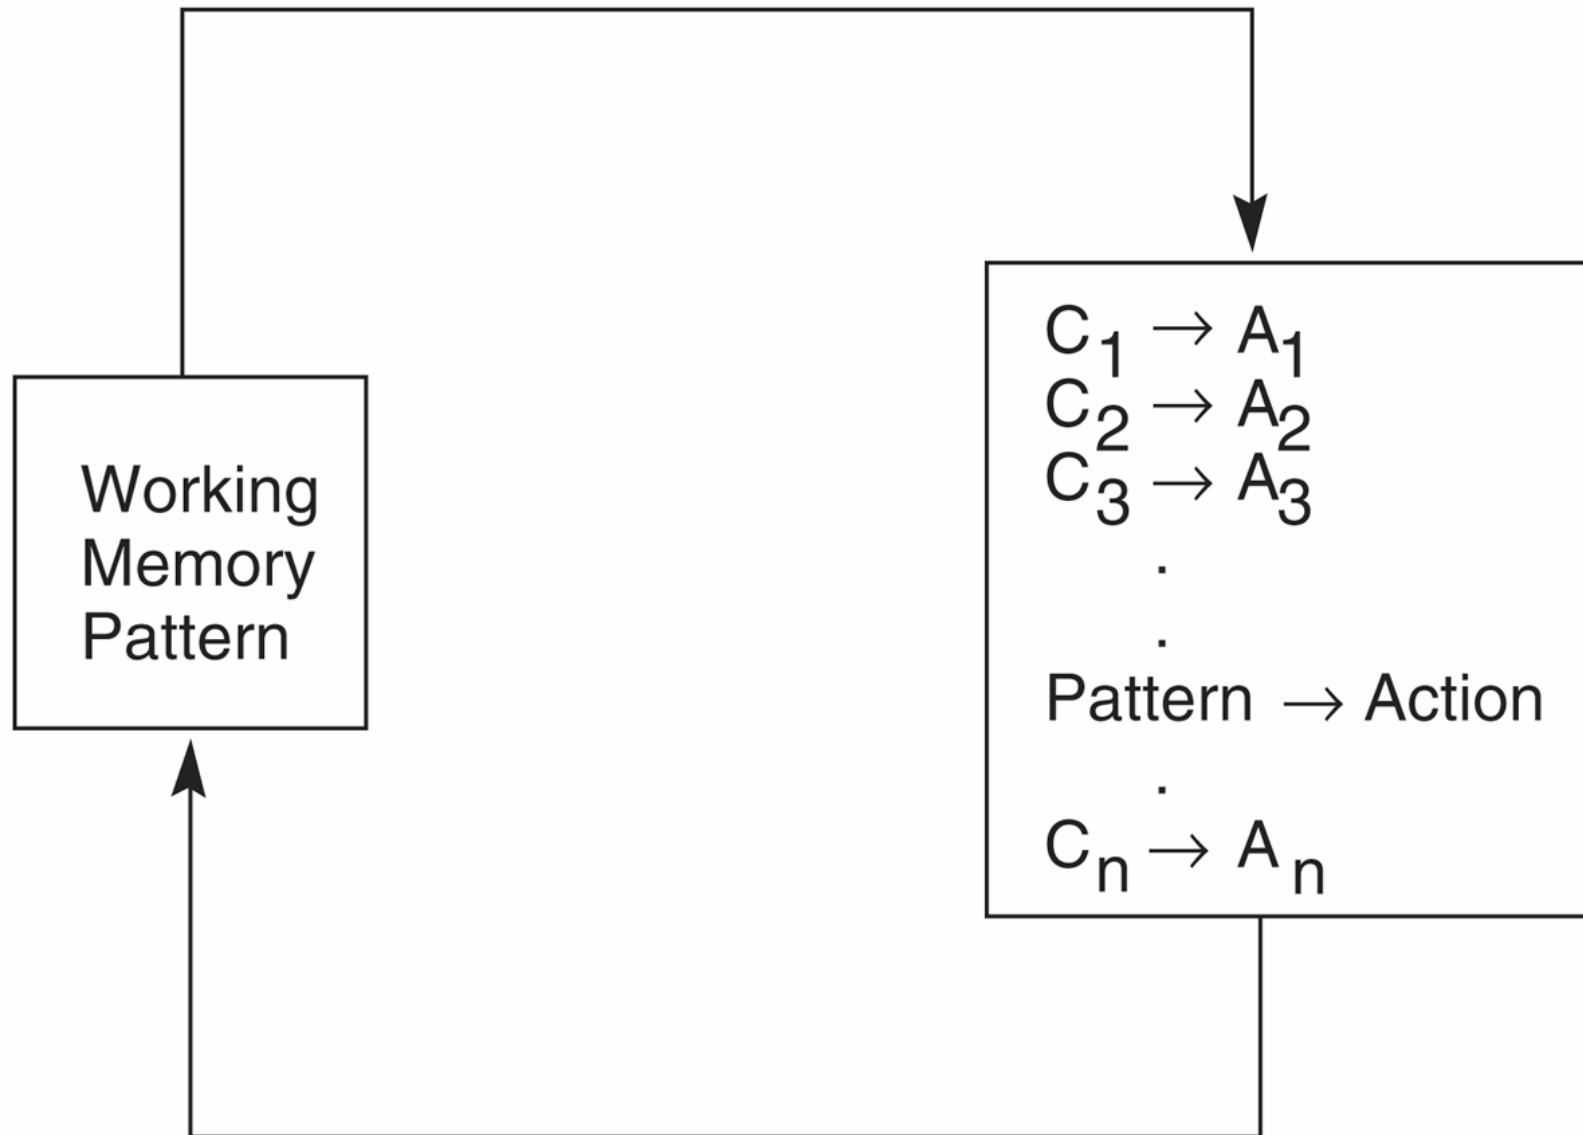 Working
Memory
Pattern
C1 → A1
C2 → A2
C3 → A3
.
.
Pattern → Action
.
Cn → An